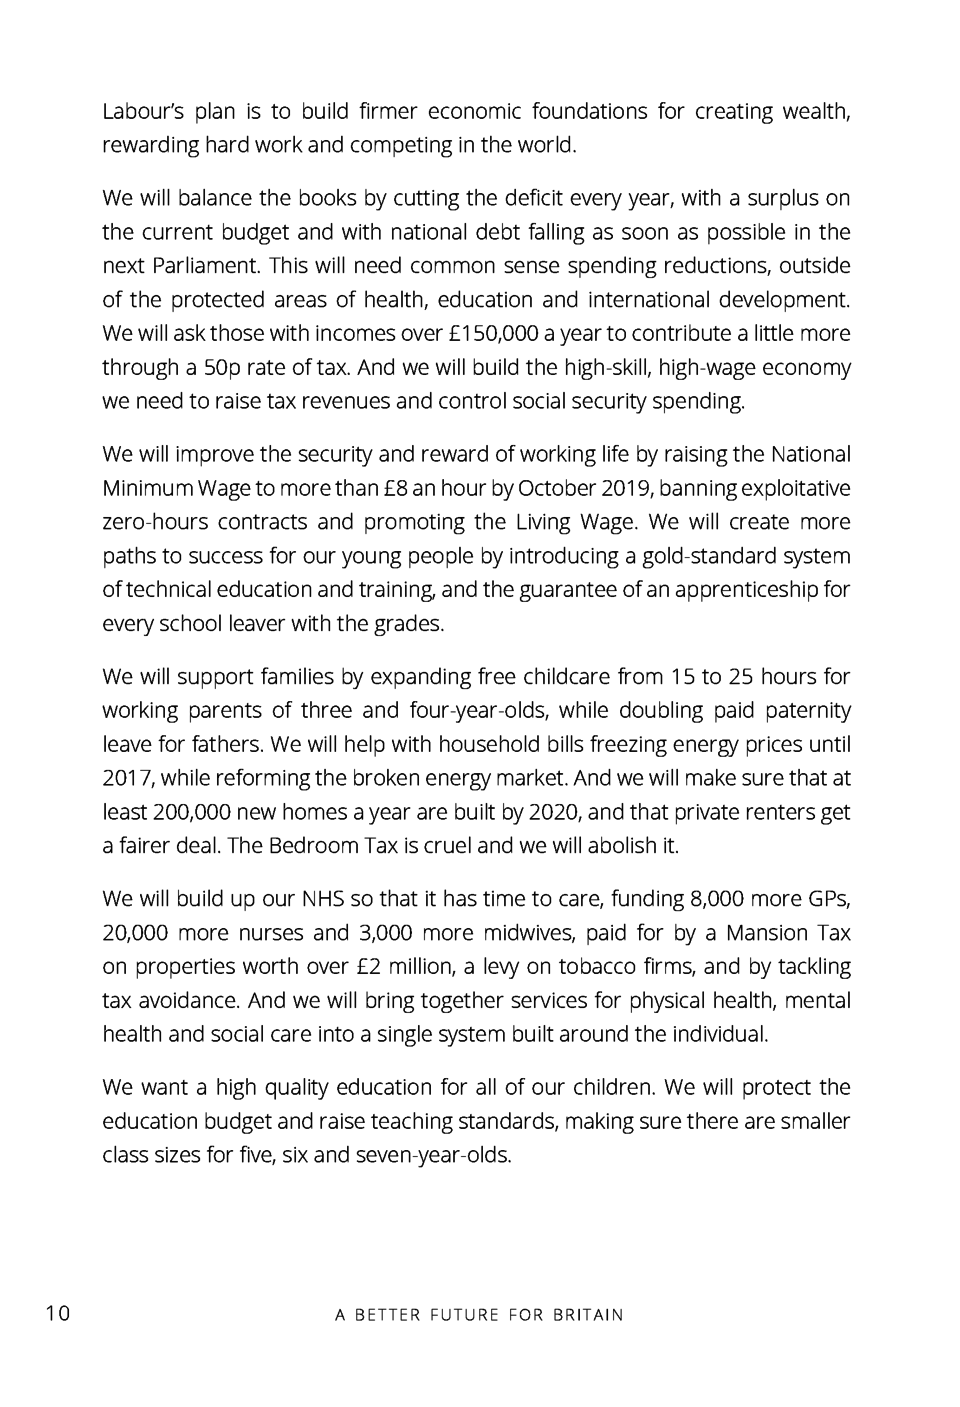 Labour’s plan is to build firmer economic foundations for creating wealth,
rewarding hard work and competing in the world.
We will balance the books by cutting the deficit every year, with a surplus on
the current budget and with national debt falling as soon as possible in the
next Parliament. This will need common sense spending reductions, outside
of the protected areas of health, education and international development.
We will ask those with incomes over £150,000 a year to contribute a little more
through a 50p rate of tax. And we will build the high-skill, high-wage economy
we need to raise tax revenues and control social security spending.
We will improve the security and reward of working life by raising the National
Minimum Wage to more than £8 an hour by October 2019, banning exploitative
zero-hours contracts and promoting the Living Wage. We will create more
paths to success for our young people by introducing a gold-standard system
of technical education and training, and the guarantee of an apprenticeship for
every school leaver with the grades.
We will support families by expanding free childcare from 15 to 25 hours for
working parents of three and four-year-olds, while doubling paid paternity
leave for fathers. We will help with household bills freezing energy prices until
2017, while reforming the broken energy market. And we will make sure that at
least 200,000 new homes a year are built by 2020, and that private renters get
a fairer deal. The Bedroom Tax is cruel and we will abolish it.
We will build up our NHS so that it has time to care, funding 8,000 more GPs,
20,000 more nurses and 3,000 more midwives, paid for by a Mansion Tax
on properties worth over £2 million, a levy on tobacco firms, and by tackling
tax avoidance. And we will bring together services for physical health, mental
health and social care into a single system built around the individual.
We want a high quality education for all of our children. We will protect the
education budget and raise teaching standards, making sure there are smaller
class sizes for five, six and seven-year-olds.
10
A BETTER FUTURE FOR BRITAIN